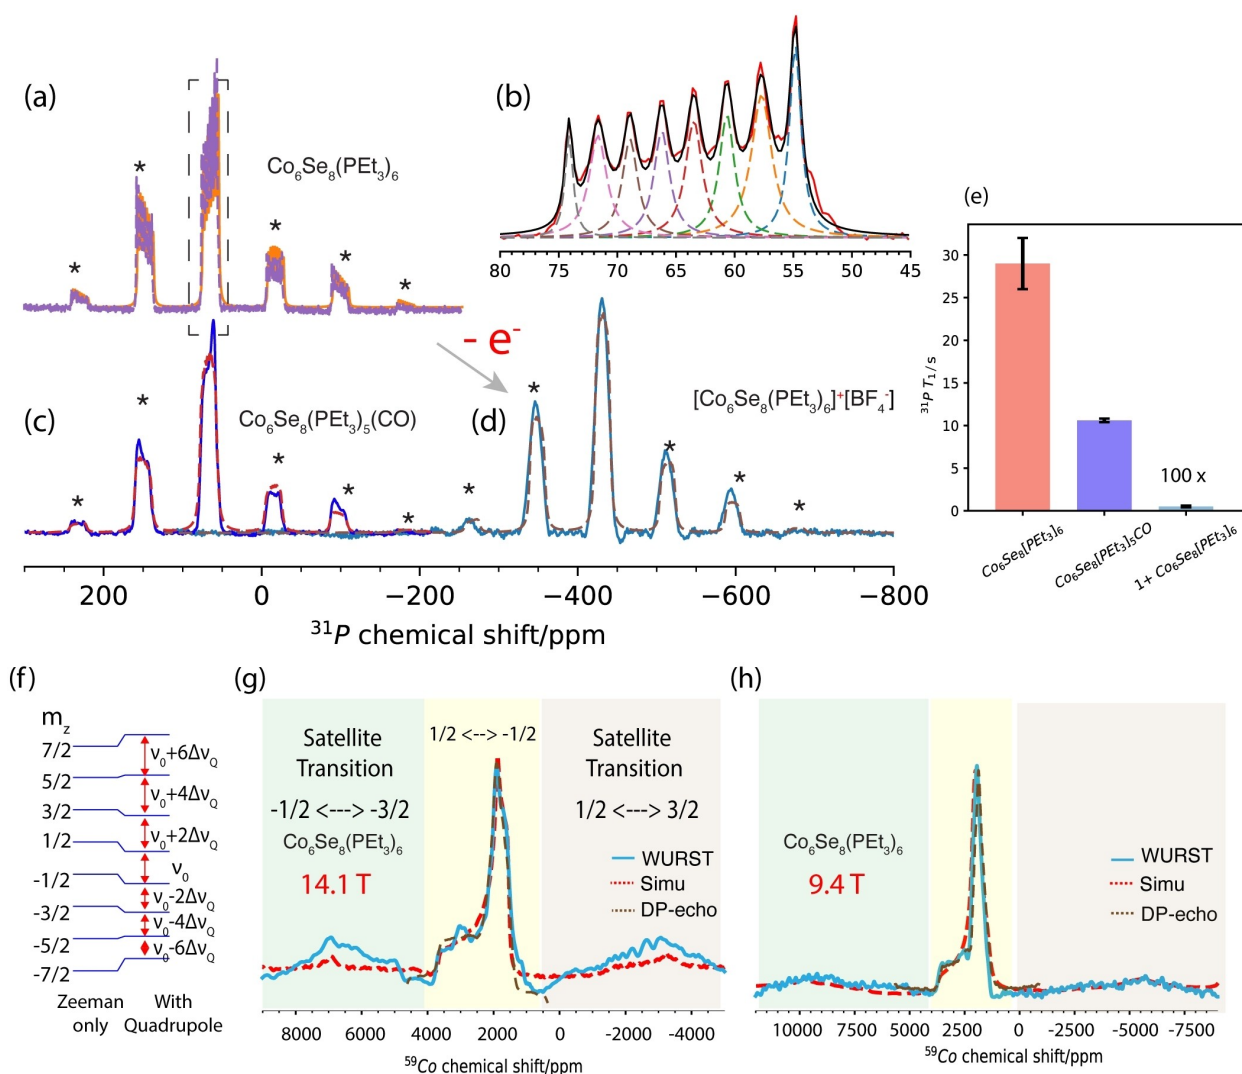 (a)
Co6Se8(PEt3)6
* * * * * *
(b)
80 75 70 65 60 55 50 45
(c)
Co6Se8(PEt3)5(CO)
* * * * *
- e-
(d)
[Co6Se8(PEt3)6]+[BF4-]
* * * * *
200 0 −200 −400 −600 −800
31P chemical shift/ppm
(e)
30
25
20
15
10
5
0
31P T1/s
100 x
Co6Se8[PEt3]6
Co6Se8[PEt3]5CO
1+ Co6Se8[PEt3]6
(f)
mz
7/2
5/2
3/2
1/2
-1/2
-3/2
-5/2
-7/2
ν0+6ΔνQ
ν0+4ΔνQ
ν0+2ΔνQ
ν0
ν0-2ΔνQ
ν0-4ΔνQ
ν0-6ΔνQ
Zeeman
only
With
Quadrupole
(g)
Satellite
Transition
-1/2 <---> -3/2
Co6Se8(PEt3)6
14.1 T
1/2 <--> -1/2
Satellite
Transition
1/2 <---> 3/2
WURST
Simu
DP-echo
8000 6000 4000 2000 0 -2000 -4000
59Co chemical shift/ppm
(h)
Co6Se8(PEt3)6
9.4 T
WURST
Simu
DP-echo
10000 7500 5000 2500 0 -2500 -5000 -7500
59Co chemical shift/ppm